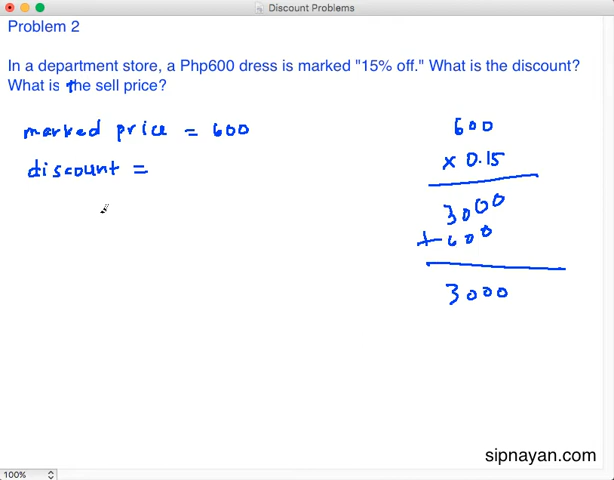 Discount Problems
Problem 2
In a department store, a Php600 dress is marked "15% off." What is the discount?
What is the sell price?
marked price = 600
discount =
600
x 0.15
3000
+ 600
3000
sipnayan.com
100%